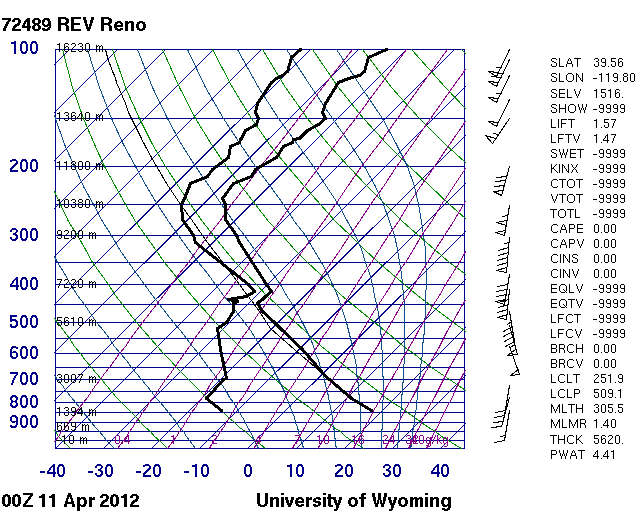 72489 REV Reno
100 16230 m
13640 m
200 11800 m
10380 m
300 9200 m
400 7220 m
500 5610 m
600
700 3007 m
800
1394 m
900 659 m
10 m 0.4 1 2 4 7 10 16 24 32 40g/kg
-40 -30 -20 -10 0 10 20 30 40
00Z 11 Apr 2012 University of Wyoming
SLAT 39.56
SLON -119.80
SELV 1516.
SHOW -9999
LIFT 1.57
LFTV 1.47
SWET -9999
KINX -9999
CTOT -9999
VTOT -9999
TOTL -9999
CAPE 0.00
CAPV 0.00
CINS 0.00
CINV 0.00
EQLV -9999
EQTV -9999
LFCT -9999
LFCV -9999
BRCH 0.00
BRCV 0.00
LCLT 251.9
LCLP 509.1
MLTH 305.5
MLMR 1.40
THCK 5620.
PWAT 4.41